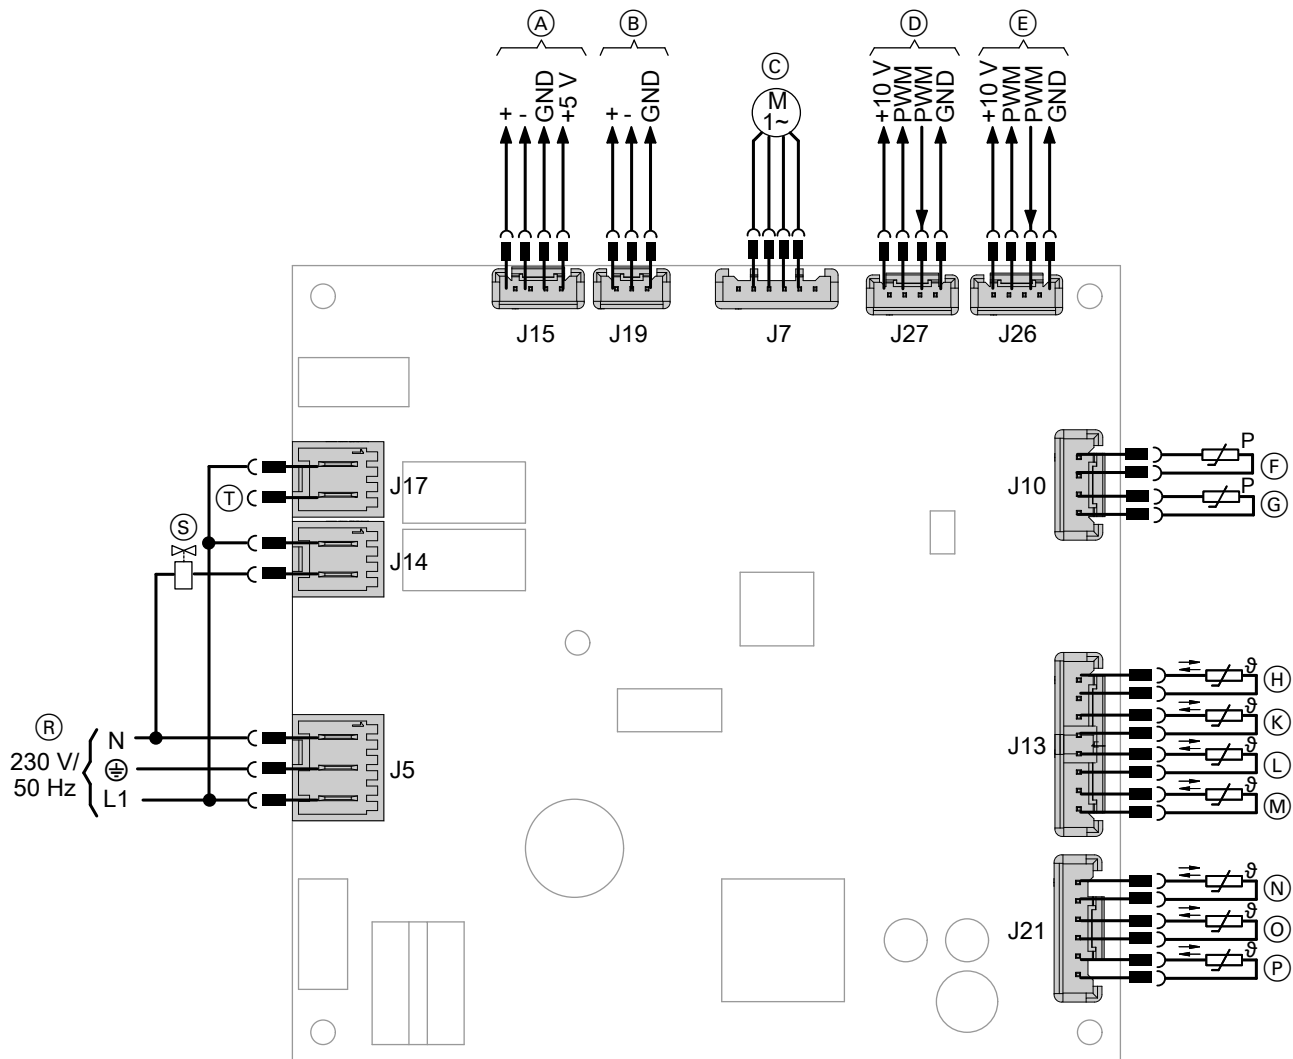 A B D E
C
+ - GND +5 V
+ - GND
M
1~
+10 V PWM PWM GND
+10 V PWM PWM GND
J15 J19 J7 J27 J26
J17
T
S
J14
J10
P F
P G
R
230 V/
50 Hz
N
L1
J5
J13
ϑ H
ϑ K
ϑ L
ϑ M
J21
ϑ N
ϑ O
ϑ P